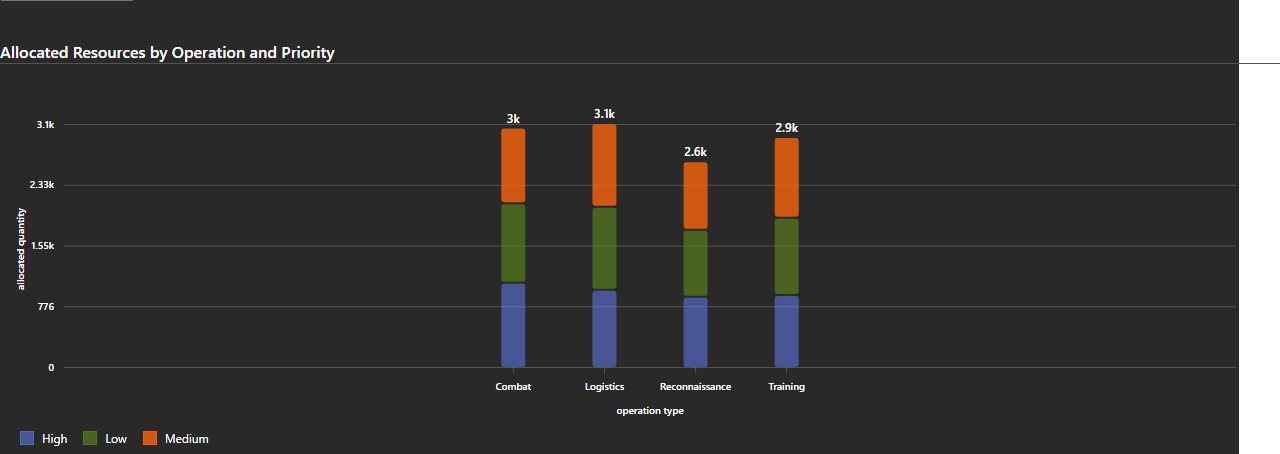 Allocated Resources by Operation and Priority
3k
3.1k
2.6k
2.9k
3.1k
2.33k
1.55k
776
0
allocated quantity
Combat
Logistics
Reconnaissance
Training
operation type
High
Low
Medium